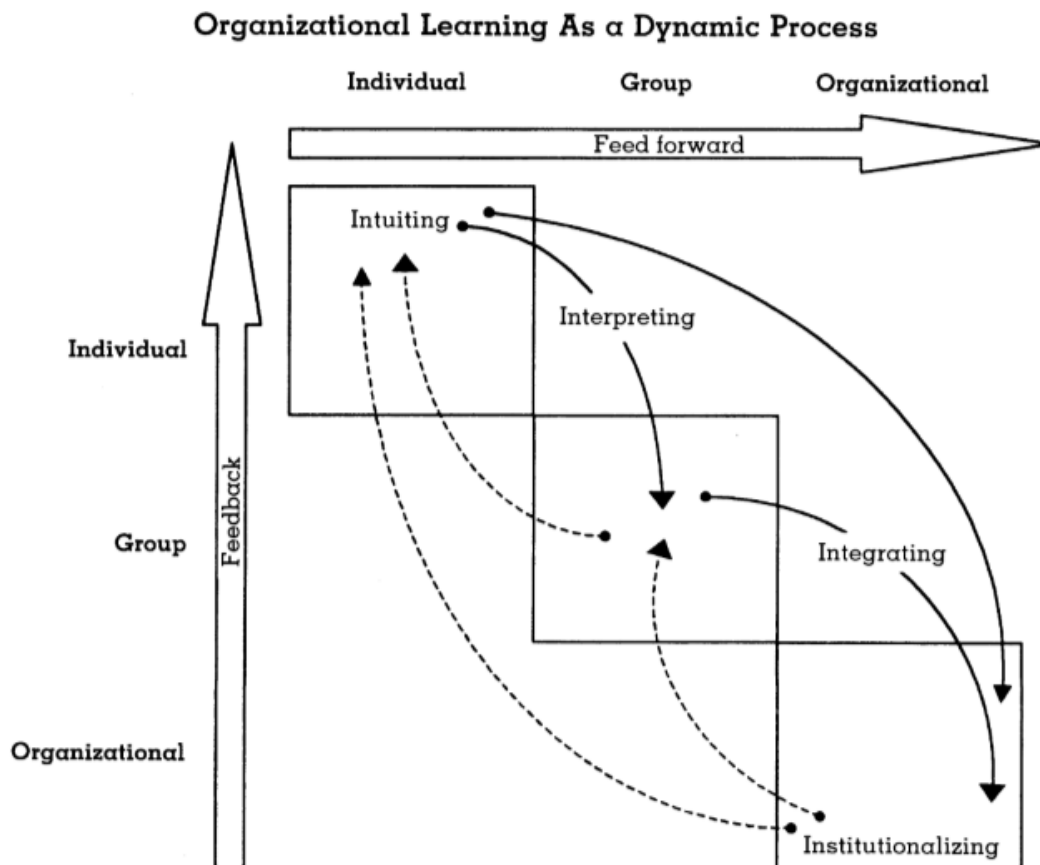 Organizational Learning As a Dynamic Process
Individual Group Organizational
Feed forward
Intuiting
Interpreting
Individual
Feedback
Group
Integrating
Organizational
Institutionalizing